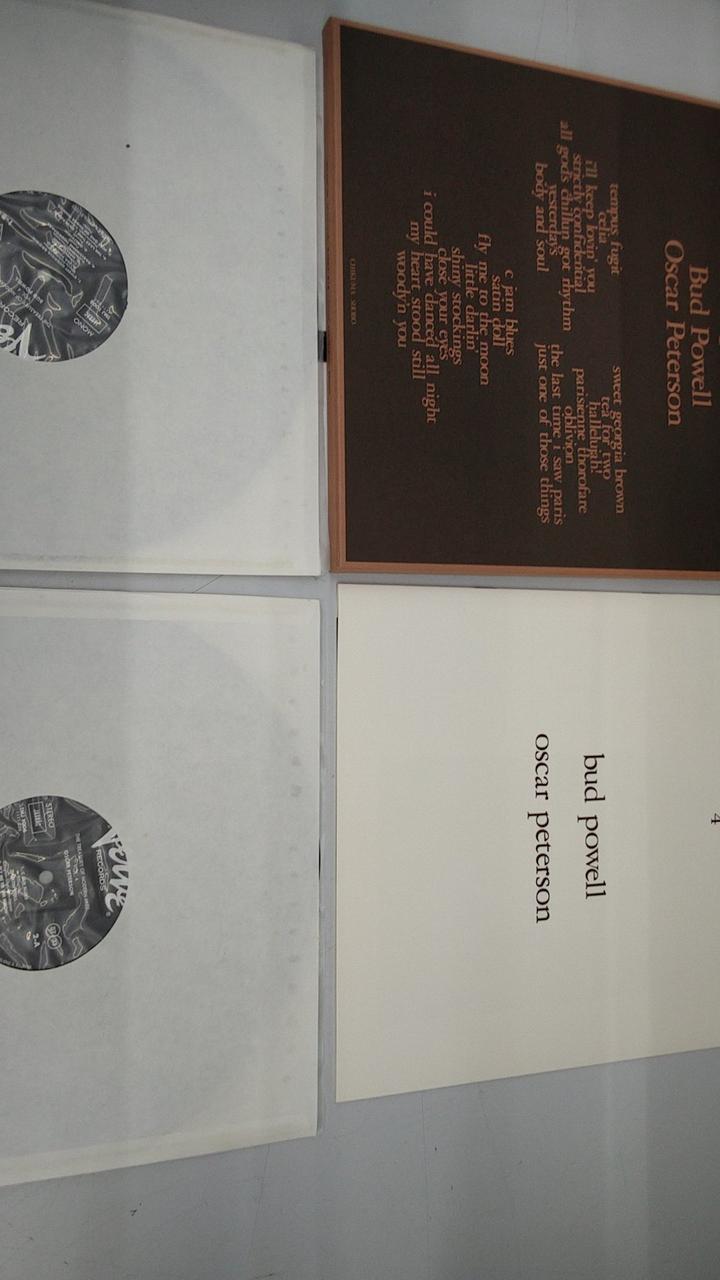 Bud Powell
Oscar Peterson
tempus fugit
celia
i'll keep lovin' you
strictly confidential
all god's chillun got rhythm
yesterdays
body and soul
sweet georgia brown
tea for two
hallelujah!
parisienne thorofare
oblivion
the last time i saw paris
just one of those things
c jam blues
satin doll
fly me to the moon
little darlin'
shiny stockings
close your eyes
i could have danced all night
my heart stood still
woody'n you
4
bud powell
oscar peterson
MONO
Verve
RECORDS
STEREO
2-A